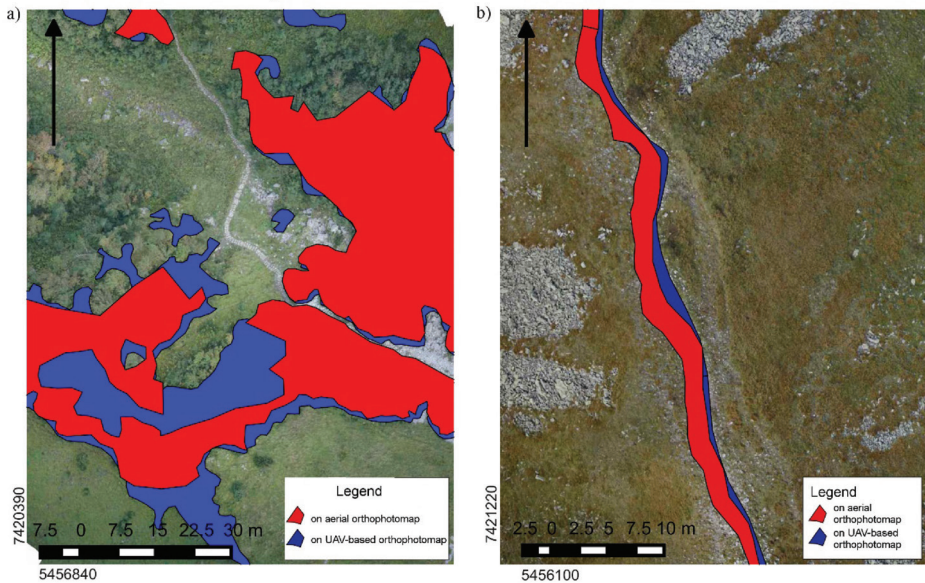 a)
7.5 0 7.5 15 22.5 30 m
Legend
on aerial orthophotomap
on UAV-based orthophotomap
7420390
5456840
b)
2.5 0 2.5 5 7.5 10 m
Legend
on aerial
orthophotomap
on UAV-based
orthophotomap
7421220
5456100